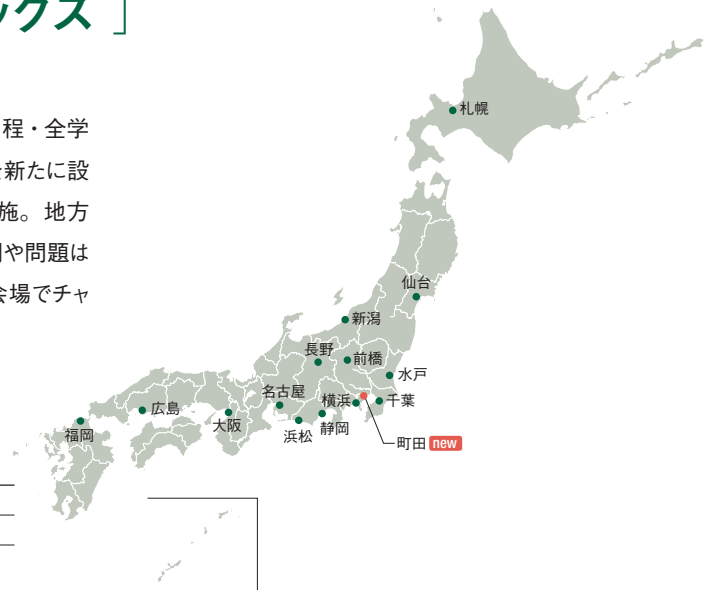 ックス 」
程・全学
新たに設
施。地方
や問題は
会場でチャ
札幌
仙台
新潟
長野
前橋
水戸
名古屋
横浜
千葉
広島
大阪
浜松
静岡
福岡
町田 new